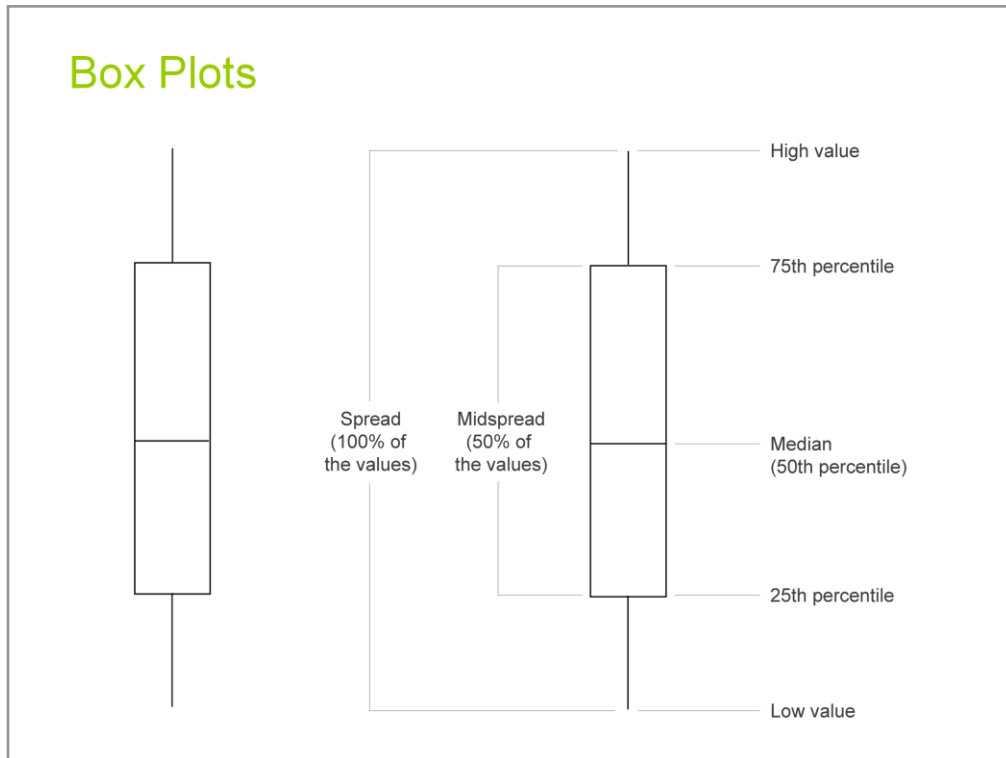 Box Plots
High value
75th percentile
Spread
(100% of
the values)
Midspread
(50% of
the values)
Median
(50th percentile)
25th percentile
Low value